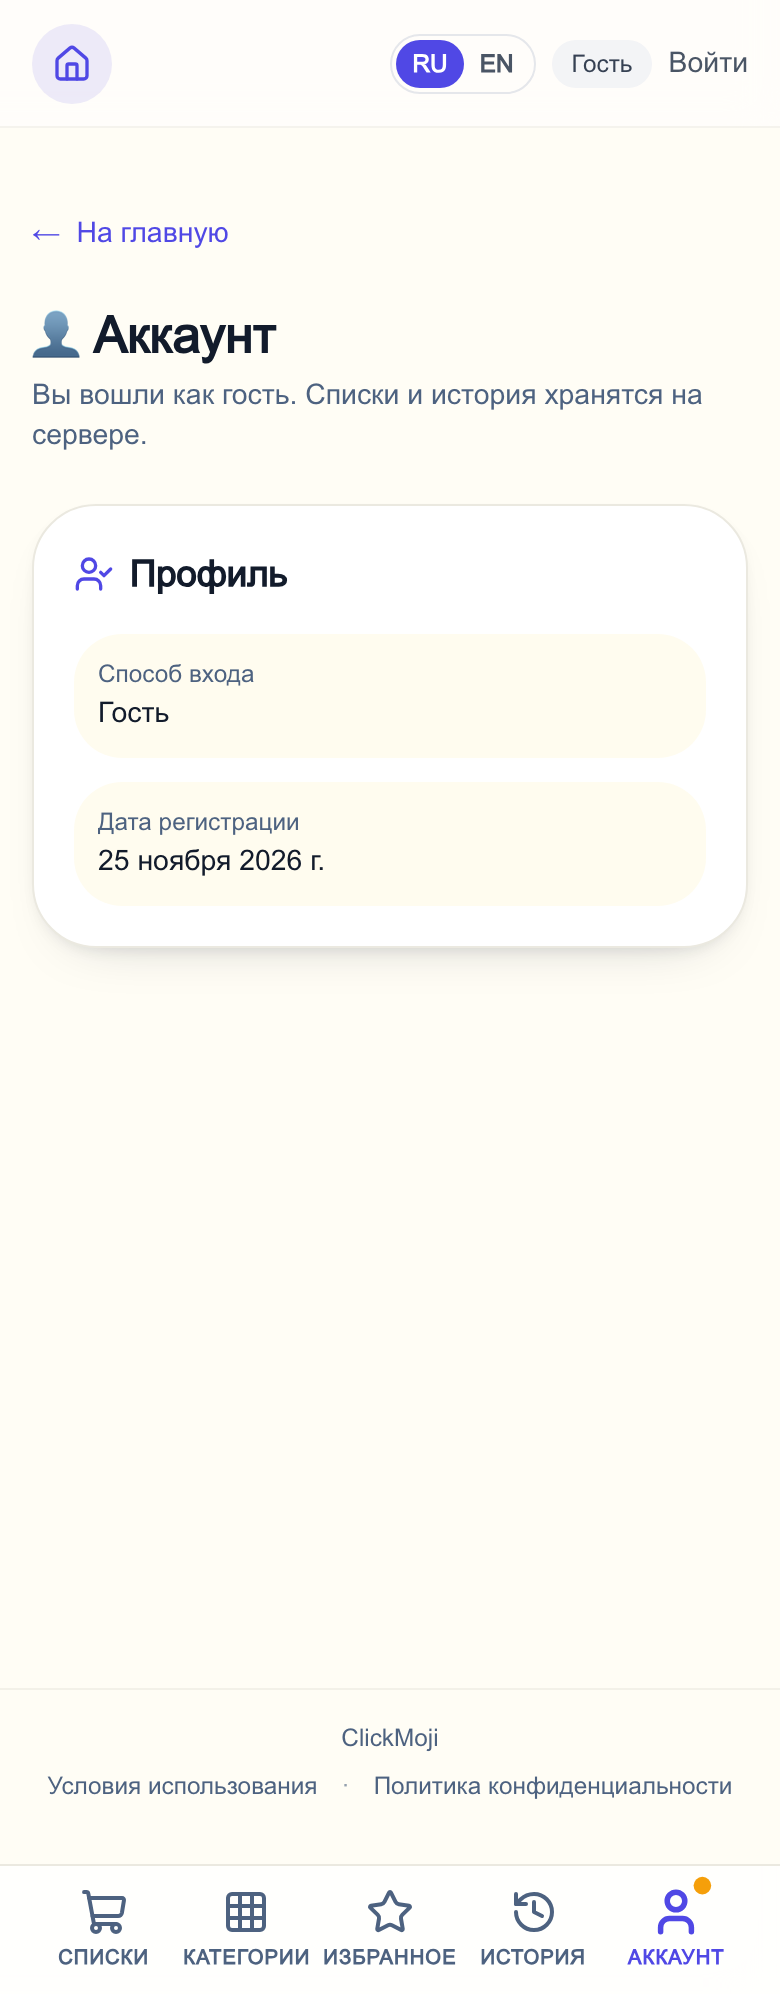 RU EN Гость Войти
← На главную
Аккаунт
Вы вошли как гость. Списки и история хранятся на
сервере.
Профиль
Способ входа
Гость
Дата регистрации
25 ноября 2026 г.
ClickMoji
Условия использования · Политика конфиденциальности
СПИСКИ КАТЕГОРИИ ИЗБРАННОЕ ИСТОРИЯ АККАУНТ